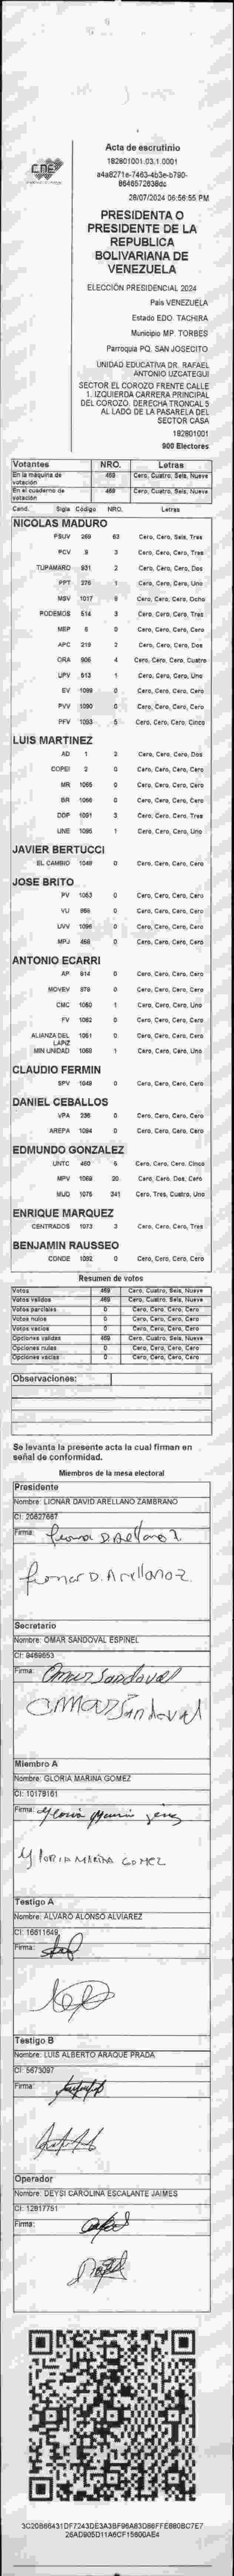 CNE
Acta de escrutinio
182801001.03.1.0001
a4a8271e-7463-4b3e-b780-
8646572638dc
28/07/2024 06:56:55 PM
PRESIDENTA O
PRESIDENTE DE LA
REPUBLICA
BOLIVARIANA DE
VENEZUELA
ELECCIÓN PRESIDENCIAL 2024
País VENEZUELA
Estado EDO. TACHIRA
Municipio MP. TORBES
Parroquia PQ. SAN JOSECITO
UNIDAD EDUCATIVA DR. RAFAEL
ANTONIO UZCATEGUI
SECTOR EL COROZO FRENTE CALLE
1. IZQUIERDA CARRERA PRINCIPAL
DEL COROZO. DERECHA TRONCAL 5
AL LADO DE LA PASARELA DEL
SECTOR CASA
182801001
900 Electores
Votantes NRO. Letras
En la máquina de votación 469 Cero, Cuatro, Seis, Nueve
En el cuaderno de votación 469 Cero, Cuatro, Seis, Nueve
Cand. Sigla Código NRO. Letras
NICOLAS MADURO
PSUV 269 63 Cero, Cero, Seis, Tres
PCV 9 3 Cero, Cero, Cero, Tres
TUPAMARO 931 2 Cero, Cero, Cero, Dos
PPT 276 1 Cero, Cero, Cero, Uno
MSV 1017 8 Cero, Cero, Cero, Ocho
PODEMOS 514 3 Cero, Cero, Cero, Tres
MEP 5 0 Cero, Cero, Cero, Cero
APC 219 2 Cero, Cero, Cero, Dos
ORA 906 4 Cero, Cero, Cero, Cuatro
UPV 513 1 Cero, Cero, Cero, Uno
EV 1099 0 Cero, Cero, Cero, Cero
PVV 1090 0 Cero, Cero, Cero, Cero
PFV 1093 5 Cero, Cero, Cero, Cinco
LUIS MARTINEZ
AD 1 2 Cero, Cero, Cero, Dos
COPEI 2 0 Cero, Cero, Cero, Cero
MR 1065 0 Cero, Cero, Cero, Cero
BR 1066 0 Cero, Cero, Cero, Cero
DDP 1091 3 Cero, Cero, Cero, Tres
UNE 1095 1 Cero, Cero, Cero, Uno
JAVIER BERTUCCI
EL CAMBIO 1048 0 Cero, Cero, Cero, Cero
JOSE BRITO
PV 1053 0 Cero, Cero, Cero, Cero
VU 0 Cero, Cero, Cero, Cero
UVV 1096 0 Cero, Cero, Cero, Cero
MPJ 458 0 Cero, Cero, Cero, Cero
ANTONIO ECARRI
AP 914 0 Cero, Cero, Cero, Cero
MOVEV 978 0 Cero, Cero, Cero, Cero
CMC 1050 1 Cero, Cero, Cero, Uno
FV 1082 0 Cero, Cero, Cero, Cero
ALIANZA DEL LAPIZ 1051 0 Cero, Cero, Cero, Cero
MIN UNIDAD 1068 1 Cero, Cero, Cero, Uno
CLAUDIO FERMIN
SPV 1049 0 Cero, Cero, Cero, Cero
DANIEL CEBALLOS
VPA 236 0 Cero, Cero, Cero, Cero
AREPA 1094 0 Cero, Cero, Cero, Cero
EDMUNDO GONZALEZ
UNTC 460 5 Cero, Cero, Cero, Cinco
MPV 1069 20 Cero, Cero, Dos, Cero
MUD 1075 341 Cero, Tres, Cuatro, Uno
ENRIQUE MARQUEZ
CENTRADOS 1073 3 Cero, Cero, Cero, Tres
BENJAMIN RAUSSEO
CONDE 1092 0 Cero, Cero, Cero, Cero
Resumen de votos
Votos 469 Cero, Cuatro, Seis, Nueve
Votos validos 469 Cero, Cuatro, Seis, Nueve
Votos parciales 0 Cero, Cero, Cero, Cero
Votos nulos 0 Cero, Cero, Cero, Cero
Votos vacios 0 Cero, Cero, Cero, Cero
Opciones validas 469 Cero, Cuatro, Seis, Nueve
Opciones nulas 0 Cero, Cero, Cero, Cero
Opciones vacias 0 Cero, Cero, Cero, Cero
Observaciones:
Se levanta la presente acta la cual firman en
señal de conformidad.
Miembros de la mesa electoral
Presidente
Nombre: LIONAR DAVID ARELLANO ZAMBRANO
CI: 20627667
Firma: Lionar D. Arellano Z
Lionar D. Arellano Z.
Secretario
Nombre: OMAR SANDOVAL ESPINEL
CI: 9469653
Firma: Omar Sandoval
Omar Sandoval
Miembro A
Nombre: GLORIA MARINA GOMEZ
CI: 10178161
Firma: Gloria
GLORIA MARINA GOMEZ
Testigo A
Nombre: ALVARO ALONSO ALVIAREZ
CI: 16611649
Firma:
Testigo B
Nombre: LUIS ALBERTO ARAQUE PRADA
CI: 5673097
Firma:
Operador
Nombre: DEYSI CAROLINA ESCALANTE JAIMES
CI: 12817751
Firma:
3C20B66431DF7243DE3A3BF96A63D86FFE680BC7E7
26AD905D11A6CF15600AE4